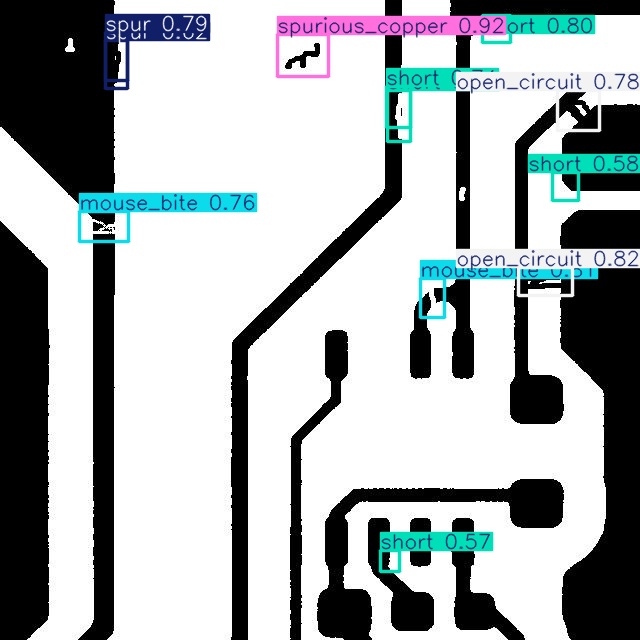 spur 0.79
spurious_copper 0.92
ort 0.80
short
open_circuit 0.78
short 0.58
mouse_bite 0.76
open_circuit 0.82
mouse_bite
short 0.57